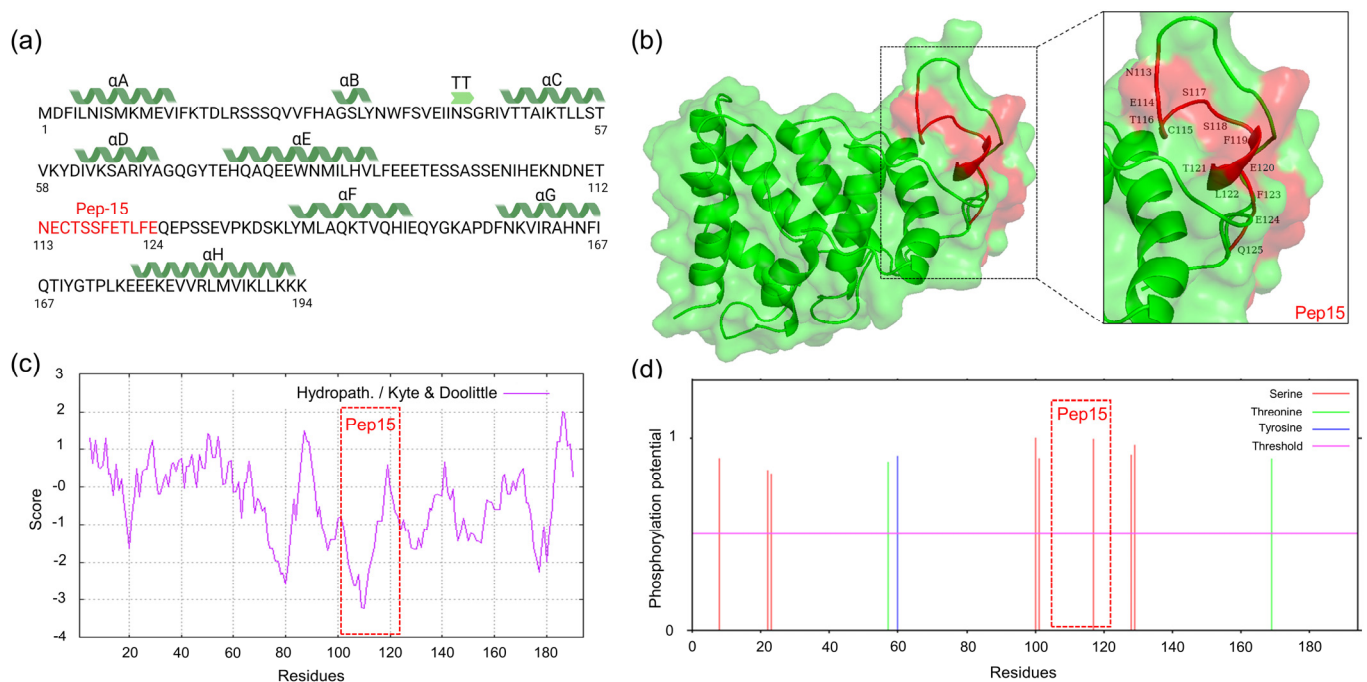 (a)
αA
αB
TT
αC
MDFILNISMKMEVIFKTDLRSSSQVVFHAGSLYNWFSVEIINSGRIVTTAIKTLLST
1
57
αD
αE
VKYDIVKSARIYAGQGYTEHQAQEEWNMILHVLFEEETESSASSENIHEKNDNET
58
112
Pep-15
αF
αG
NECTSSFETLFEQEPSSEVPKDSKLYMLAQKTVQHIEQYGKAPDFNKVIRAHNFI
113
124
167
αH
QTIYGTPLKEEEKEVVRLMVIKLLKKK
167
194
(b)
N113
E114
T116
C115
S117
S118
F119
T121
E120
L122
F123
E124
Q125
Pep15
(c)
Hydropath. / Kyte & Doolittle
Pep15
3
2
1
-0
-1
-2
-3
-4
Score
20
40
60
80
100
120
140
160
180
Residues
(d)
Serine
Threonine
Tyrosine
Threshold
Pep15
1
0
Phosphorylation potential
0
20
40
60
80
100
120
140
160
180
Residues